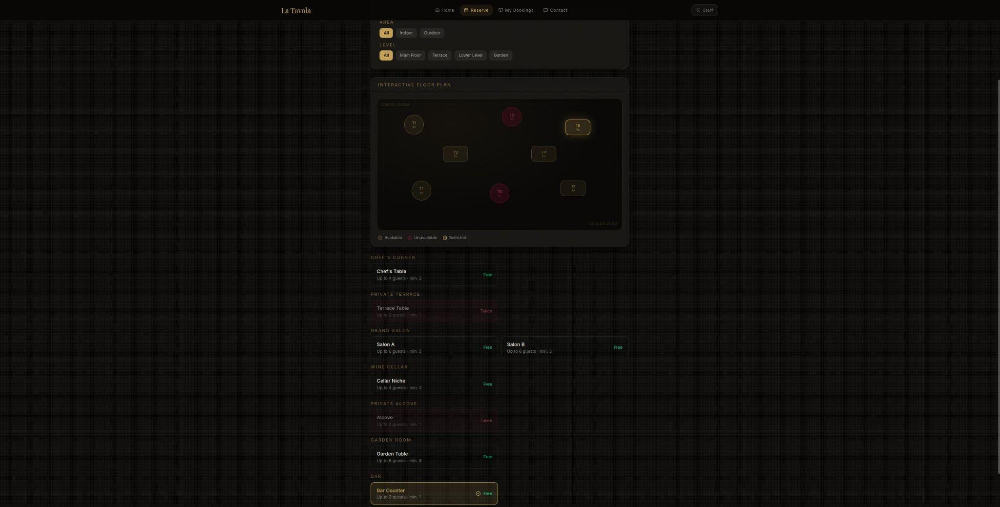 La Tavola
Home Reserve My Bookings Contact
Staff
AREA
All Indoor Outdoor
LEVEL
All Main Floor Terrace Lower Level Garden
INTERACTIVE FLOOR PLAN
DINING ROOM
T1
4p
T2
2p
T8
T3
T4
T5
4p
T6
T7
CELLAR WING
Available Unavailable Selected
CHEF'S CORNER
Chef's Table
Up to 4 guests · min. 2
Free
PRIVATE TERRACE
Terrace Table
Up to 2 guests · min. 1
Taken
GRAND SALON
Salon A
Up to 6 guests · min. 3
Free
Salon B
Up to 6 guests · min. 3
Free
WINE CELLAR
Cellar Niche
Up to 4 guests · min. 2
Free
PRIVATE ALCOVE
Alcove
Up to 2 guests · min. 1
Taken
GARDEN ROOM
Garden Table
Up to 8 guests · min. 4
Free
BAR
Bar Counter
Up to 3 guests · min. 1
Free